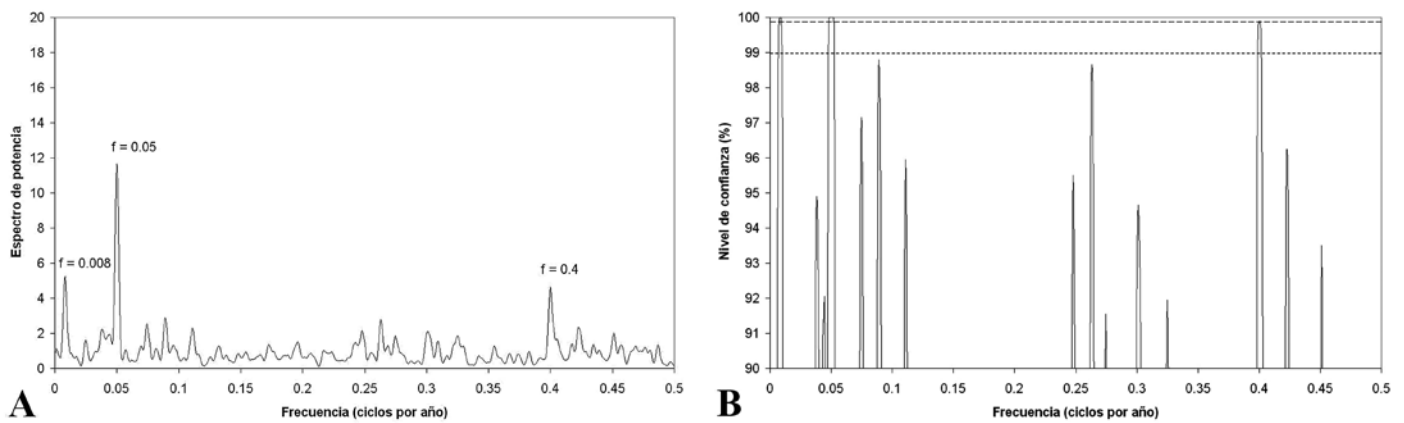 20
18
16
14
12
10
8
6
4
2
0
Espectro de potencia
f = 0.05
f = 0.008
f = 0.4
0 0.05 0.1 0.15 0.2 0.25 0.3 0.35 0.4 0.45 0.5
Frecuencia (ciclos por año)
A
100
99
98
97
96
95
94
93
92
91
90
Nivel de confianza (%)
0 0.05 0.1 0.15 0.2 0.25 0.3 0.35 0.4 0.45 0.5
Frecuencia (ciclos por año)
B